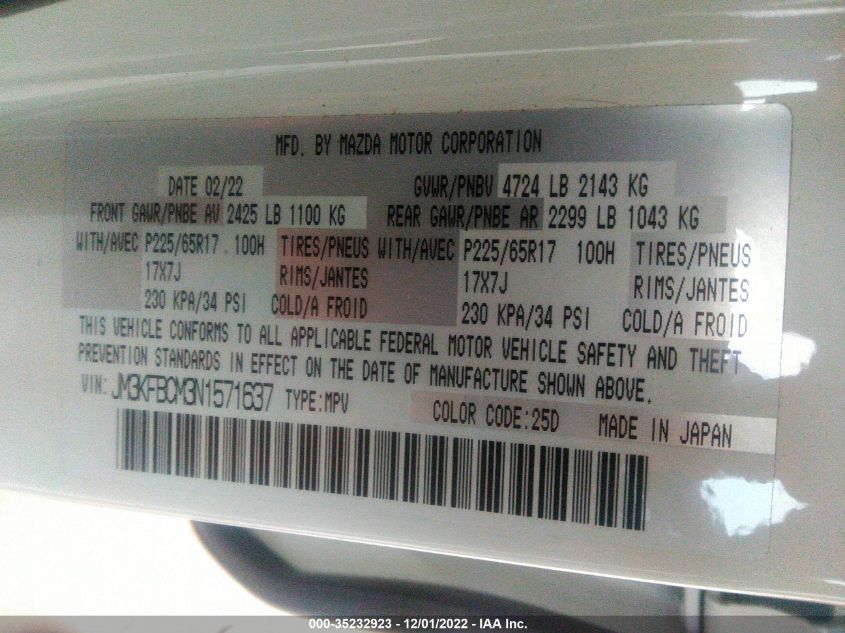 MFD. BY MAZDA MOTOR CORPORATION
DATE 02/22 GVWR/PNBV 4724 LB 2143 KG
FRONT GAWR/PNBE AV 2425 LB 1100 KG REAR GAWR/PNBE AR 2299 LB 1043 KG
WITH/AVEC P225/65R17 100H TIRES/PNEUS WITH/AVEC P225/65R17 100H TIRES/PNEUS
17X7J RIMS/JANTES 17X7J RIMS/JANTES
230 KPA/34 PSI COLD/A FROID 230 KPA/34 PSI COLD/A FROID
THIS VEHICLE CONFORMS TO ALL APPLICABLE FEDERAL MOTOR VEHICLE SAFETY AND THEFT
PREVENTION STANDARDS IN EFFECT ON THE DATE OF MANUFACTURE SHOWN ABOVE.
VIN: JM3KFBCM3N1571637 TYPE:MPV COLOR CODE:25D MADE IN JAPAN
000-35232923 - 12/01/2022 - IAA Inc.